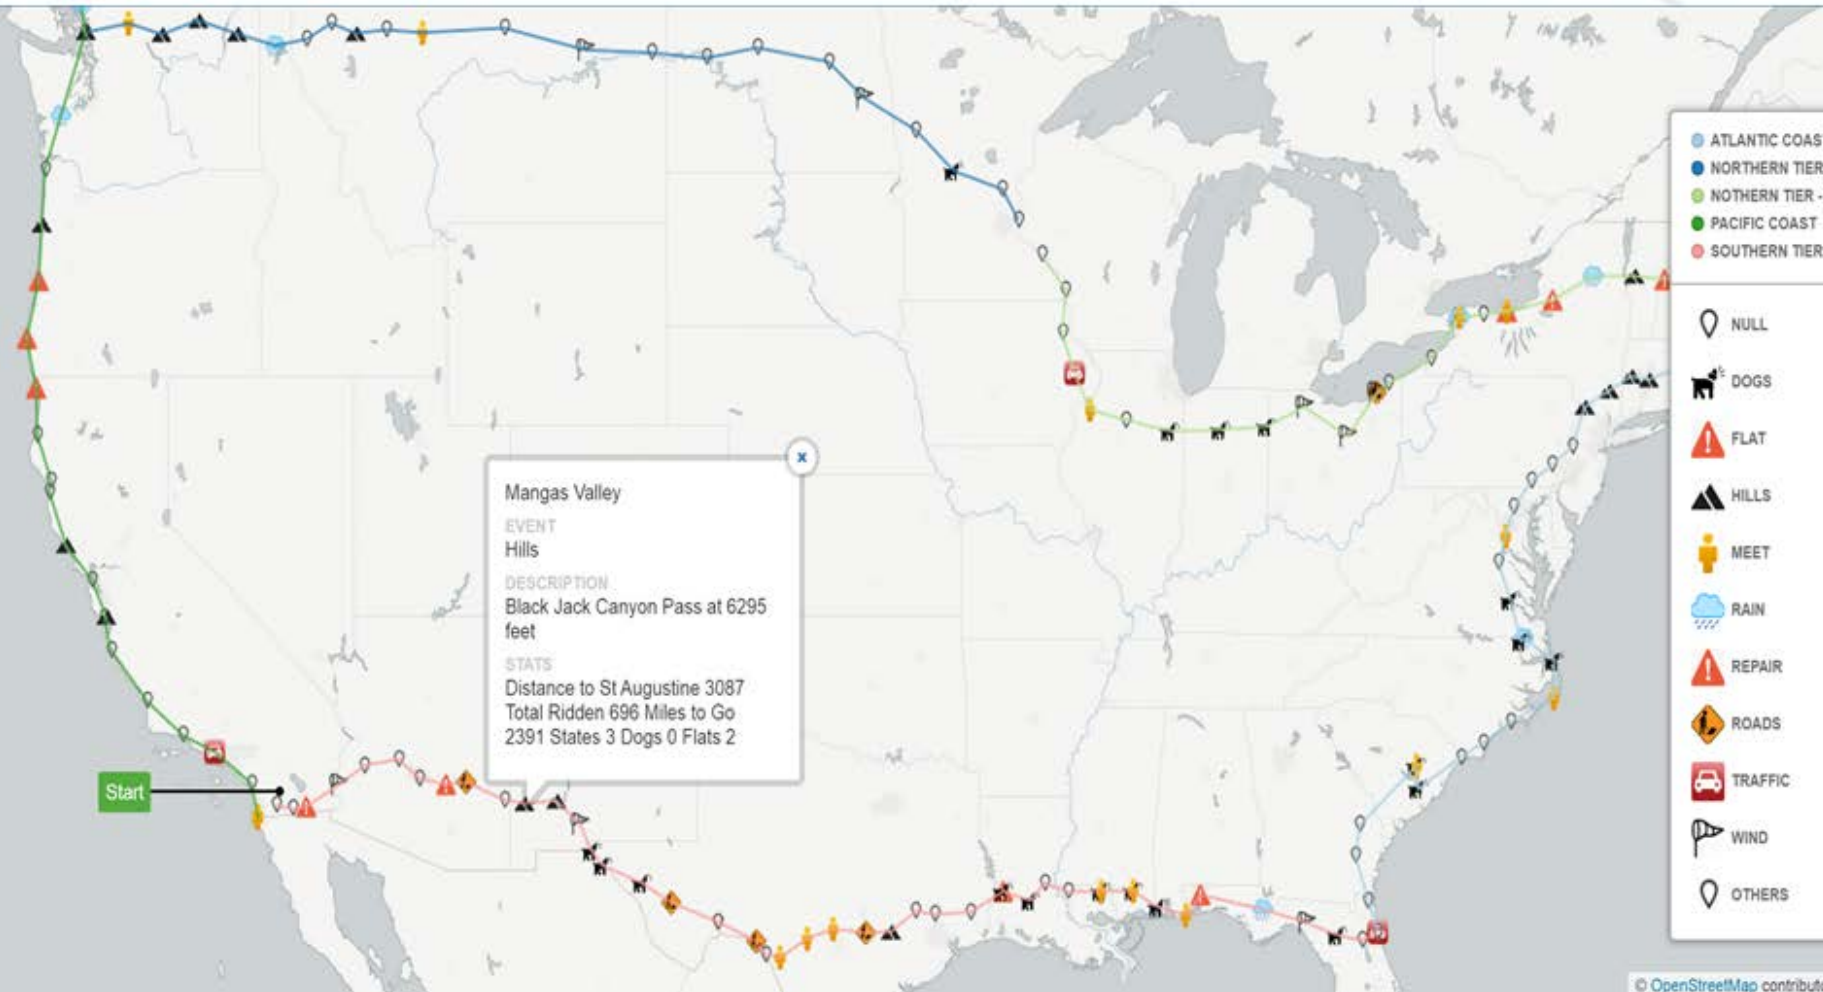 Mangas Valley
EVENT
Hills
DESCRIPTION
Black Jack Canyon Pass at 6295
feet
STATS
Distance to St Augustine 3087
Total Ridden 696 Miles to Go
2391 States 3 Dogs 0 Flats 2
x
Start
ATLANTIC COAS
NORTHERN TIER
NOTHERN TIER -
PACIFIC COAST
SOUTHERN TIER
NULL
DOGS
FLAT
HILLS
MEET
RAIN
REPAIR
ROADS
TRAFFIC
WIND
OTHERS
© OpenStreetMap contribut